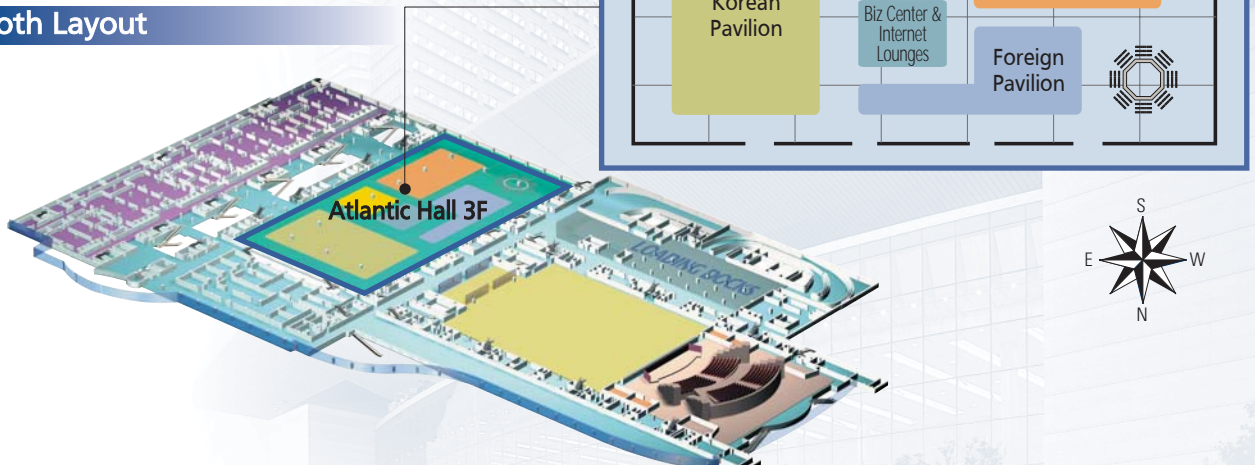 oth Layout
Korean
Pavilion
Biz Center &
Internet
Lounges
Foreign
Pavilion
Atlantic Hall 3F
LOADING DOCKS
S
E
W
N